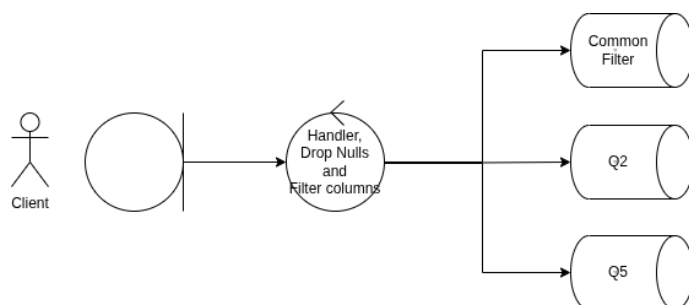 Client
Handler,
Drop Nulls
and
Filter columns
Common
Filter
Q2
Q5